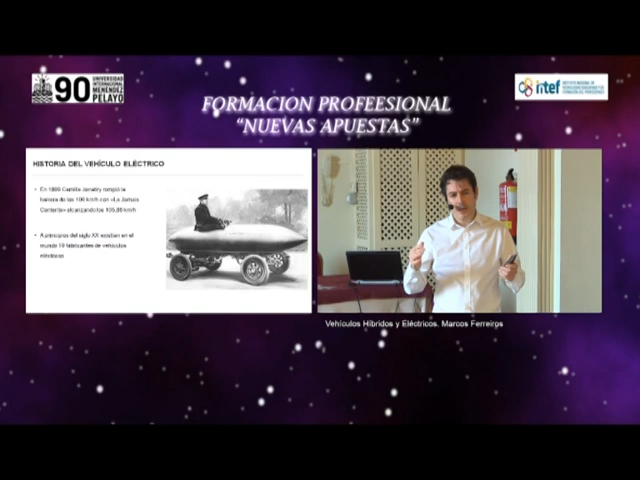 90
UNIVERSIDAD
INTERNACIONAL
MENÉNDEZ
PELAYO
intef
FORMACION PROFEESIONAL
“NUEVAS APUESTAS”
HISTORIA DEL VEHÍCULO ELÉCTRICO
• En 1899 Camille Jenatzy rompió la
barrera de los 100 km/h con «La Jamais
Contente» alcanzando los 105,88 km/h
• A principios del siglo XX existían en el
mundo 19 fabricantes de vehículos
eléctricos
Vehículos Híbridos y Eléctricos. Marcos Ferreiros